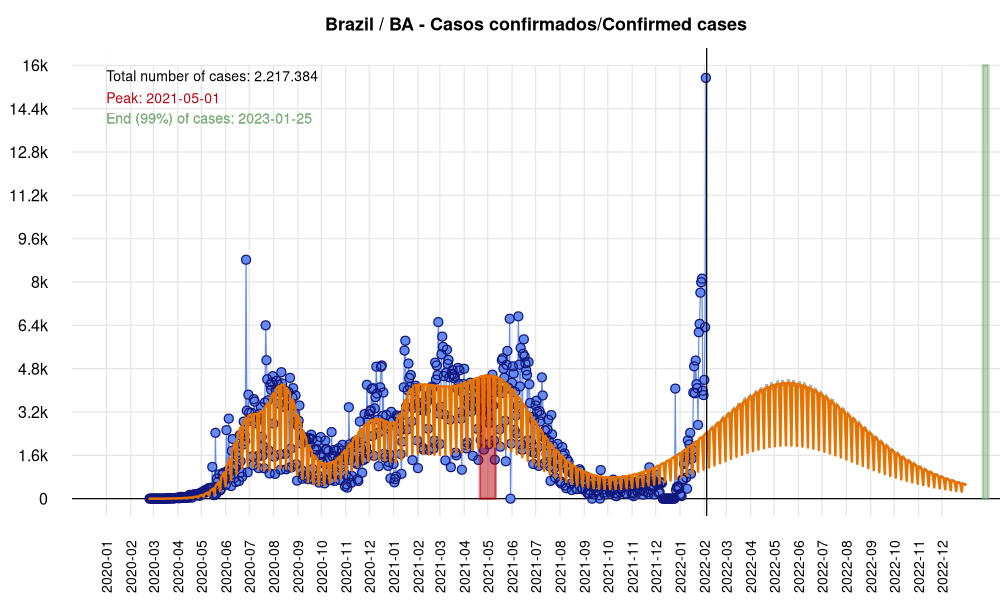 Brazil / BA - Casos confirmados/Confirmed cases
16k
14.4k
12.8k
11.2k
9.6k
8k
6.4k
4.8k
3.2k
1.6k
0
Total number of cases: 2.217.384
Peak: 2021-05-01
End (99%) of cases: 2023-01-25
2020-01
2020-02
2020-03
2020-04
2020-05
2020-06
2020-07
2020-08
2020-09
2020-10
2020-11
2020-12
2021-01
2021-02
2021-03
2021-04
2021-05
2021-06
2021-07
2021-08
2021-09
2021-10
2021-11
2021-12
2022-01
2022-02
2022-03
2022-04
2022-05
2022-06
2022-07
2022-08
2022-09
2022-10
2022-11
2022-12